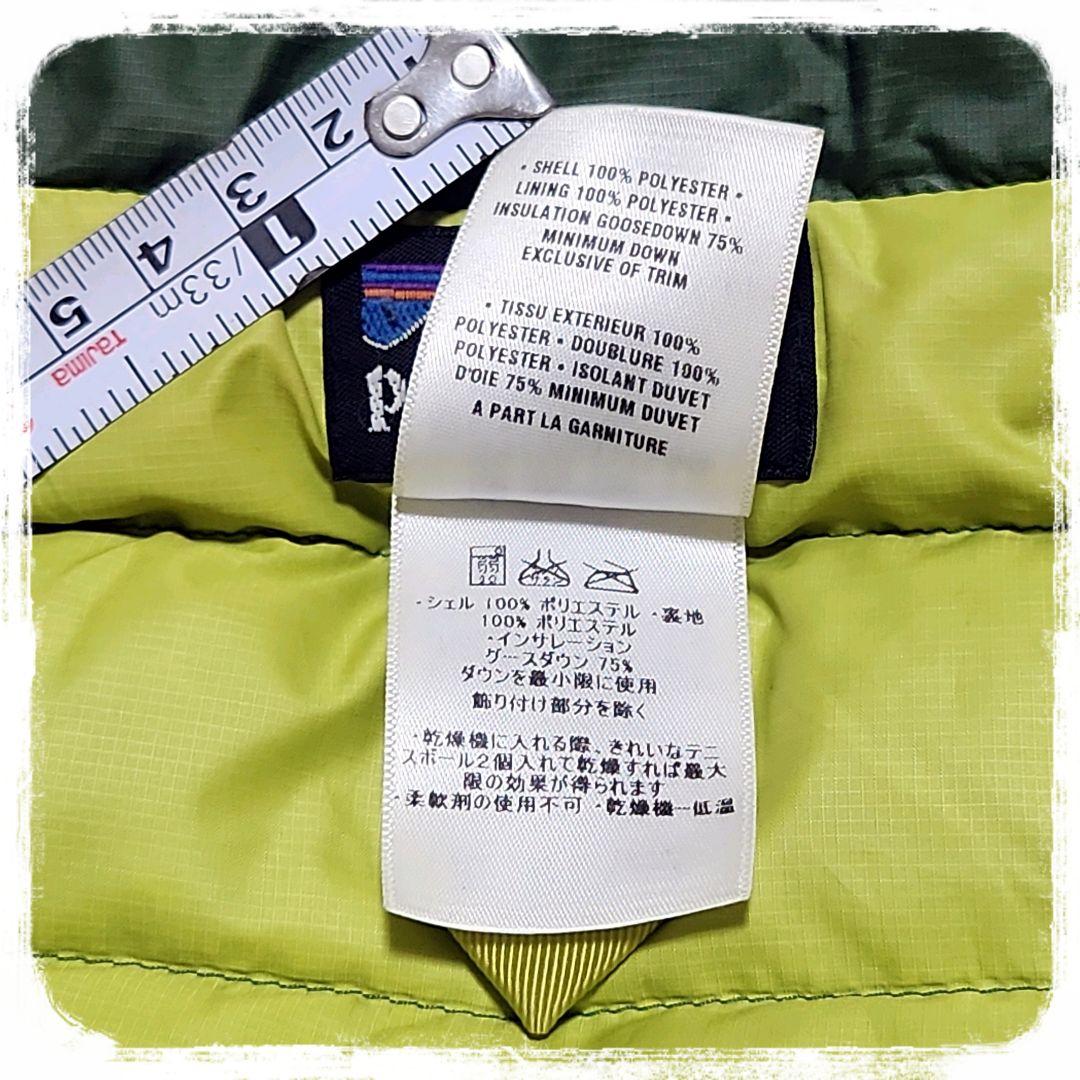 2
3
4
5
1
/33m
Tajima
• SHELL 100% POLYESTER •
LINING 100% POLYESTER •
INSULATION GOOSEDOWN 75%
MINIMUM DOWN
EXCLUSIVE OF TRIM
• TISSU EXTERIEUR 100%
POLYESTER • DOUBLURE 100%
POLYESTER • ISOLANT DUVET
D'OIE 75% MINIMUM DUVET
A PART LA GARNITURE
・シェル 100% ポリエステル ・裏地
100% ポリエステル
・インサレーション
グースダウン 75%
ダウンを最小限に使用
飾り付け部分を除く
・乾燥機に入れる際、きれいなテニ
スボール2個入れて乾燥すれば最大
限の効果が得られます
・柔軟剤の使用不可 ・乾燥機ー低温